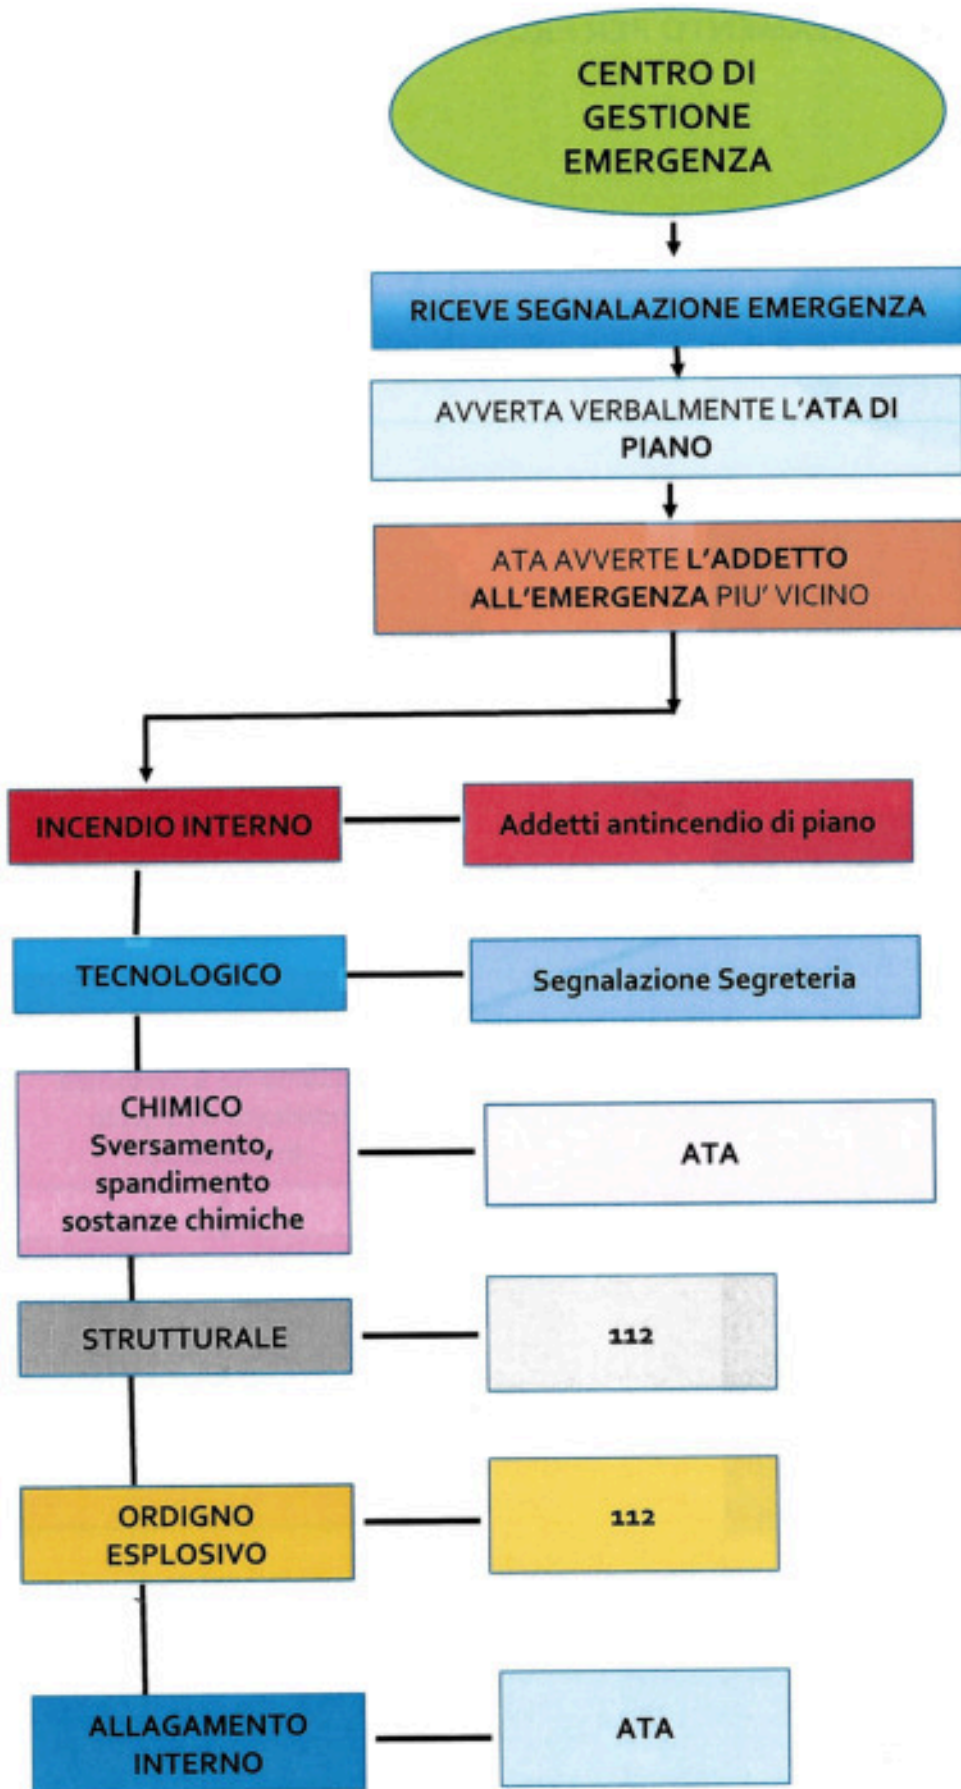 CENTRO DI
GESTIONE
EMERGENZA
RICEVE SEGNALAZIONE EMERGENZA
AVVERTA VERBALMENTE L'ATA DI
PIANO
ATA AVVERTE L'ADDETTO
ALL'EMERGENZA PIU' VICINO
INCENDIO INTERNO
Addetti antincendio di piano
TECNOLOGICO
Segnalazione Segreteria
CHIMICO
Sversamento,
spandimento
sostanze chimiche
ATA
STRUTTURALE
112
ORDIGNO
ESPLOSIVO
112
ALLAGAMENTO
INTERNO
ATA